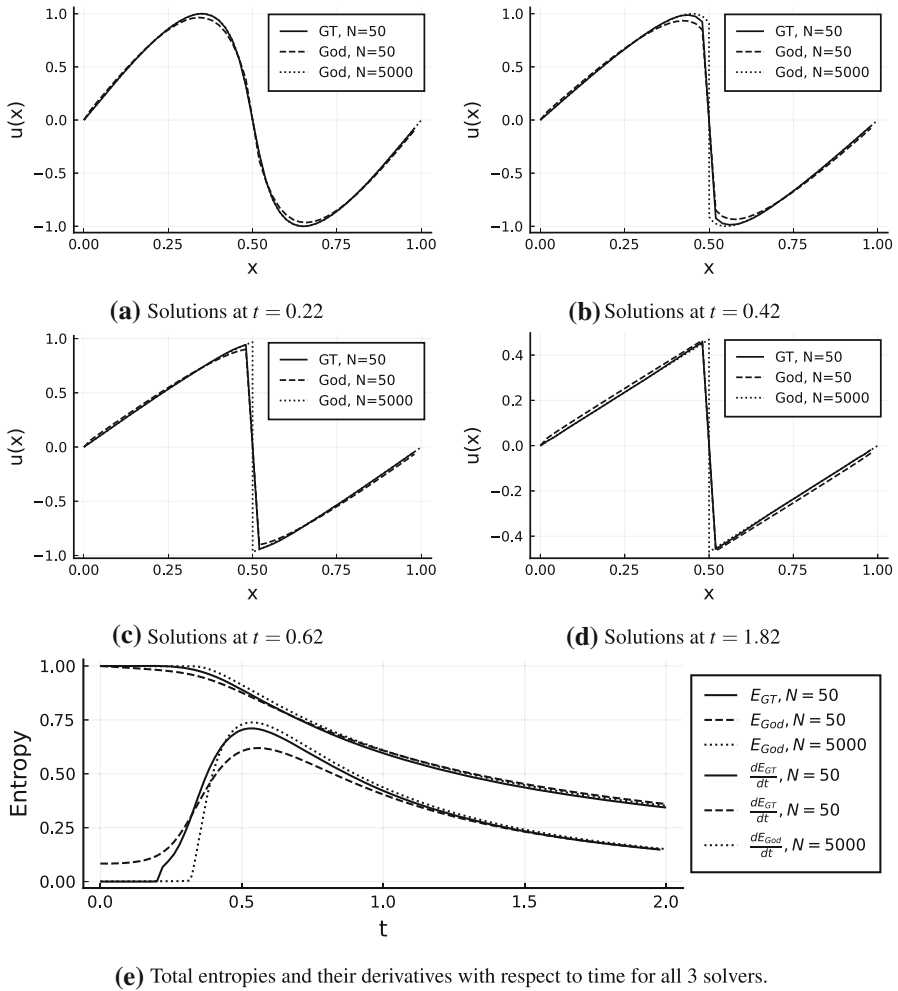 1.0
0.5
0.0
−0.5
−1.0
u(x)
GT, N=50
God, N=50
God, N=5000
0.00 0.25 0.50 0.75 1.00
x
(a) Solutions at t = 0.22
1.0
0.5
0.0
−0.5
−1.0
u(x)
GT, N=50
God, N=50
God, N=5000
0.00 0.25 0.50 0.75 1.00
x
(b) Solutions at t = 0.42
1.0
0.5
0.0
−0.5
−1.0
u(x)
GT, N=50
God, N=50
God, N=5000
0.00 0.25 0.50 0.75 1.00
x
(c) Solutions at t = 0.62
0.4
0.2
0.0
−0.2
−0.4
u(x)
GT, N=50
God, N=50
God, N=5000
0.00 0.25 0.50 0.75 1.00
x
(d) Solutions at t = 1.82
1.00
0.75
0.50
0.25
0.00
Entropy
0.0 0.5 1.0 1.5 2.0
t
E_GT, N = 50
E_God, N = 50
E_God, N = 5000
dE_GT/dt, N = 50
dE_GT/dt, N = 50
dE_God/dt, N = 5000
(e) Total entropies and their derivatives with respect to time for all 3 solvers.